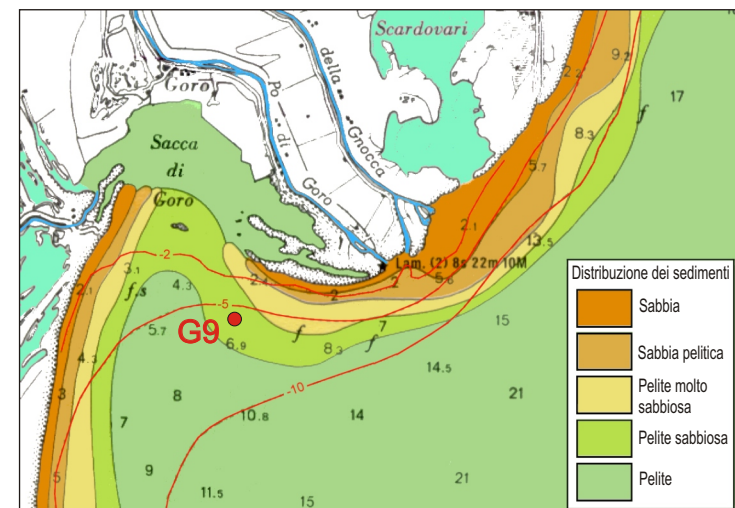 Scardovari
9.2
2.2
17
f
8.3
della
Gnocca
Po
di
Goro
Goro
Sacca
di
Goro
5.7
2.1
13.5
Lam. (2) 8s 22m 10M
-2
3.1
2.1
f.s
4.3
2.4
2
2
5.6
-5
G9
5.7
6.9
f
7
8.3
f
15
4.3
14.5
3
8
-10
21
7
10.8
14
9
5
11.5
15
21
Distribuzione dei sedimenti
Sabbia
Sabbia pelitica
Pelite molto
sabbiosa
Pelite sabbiosa
Pelite